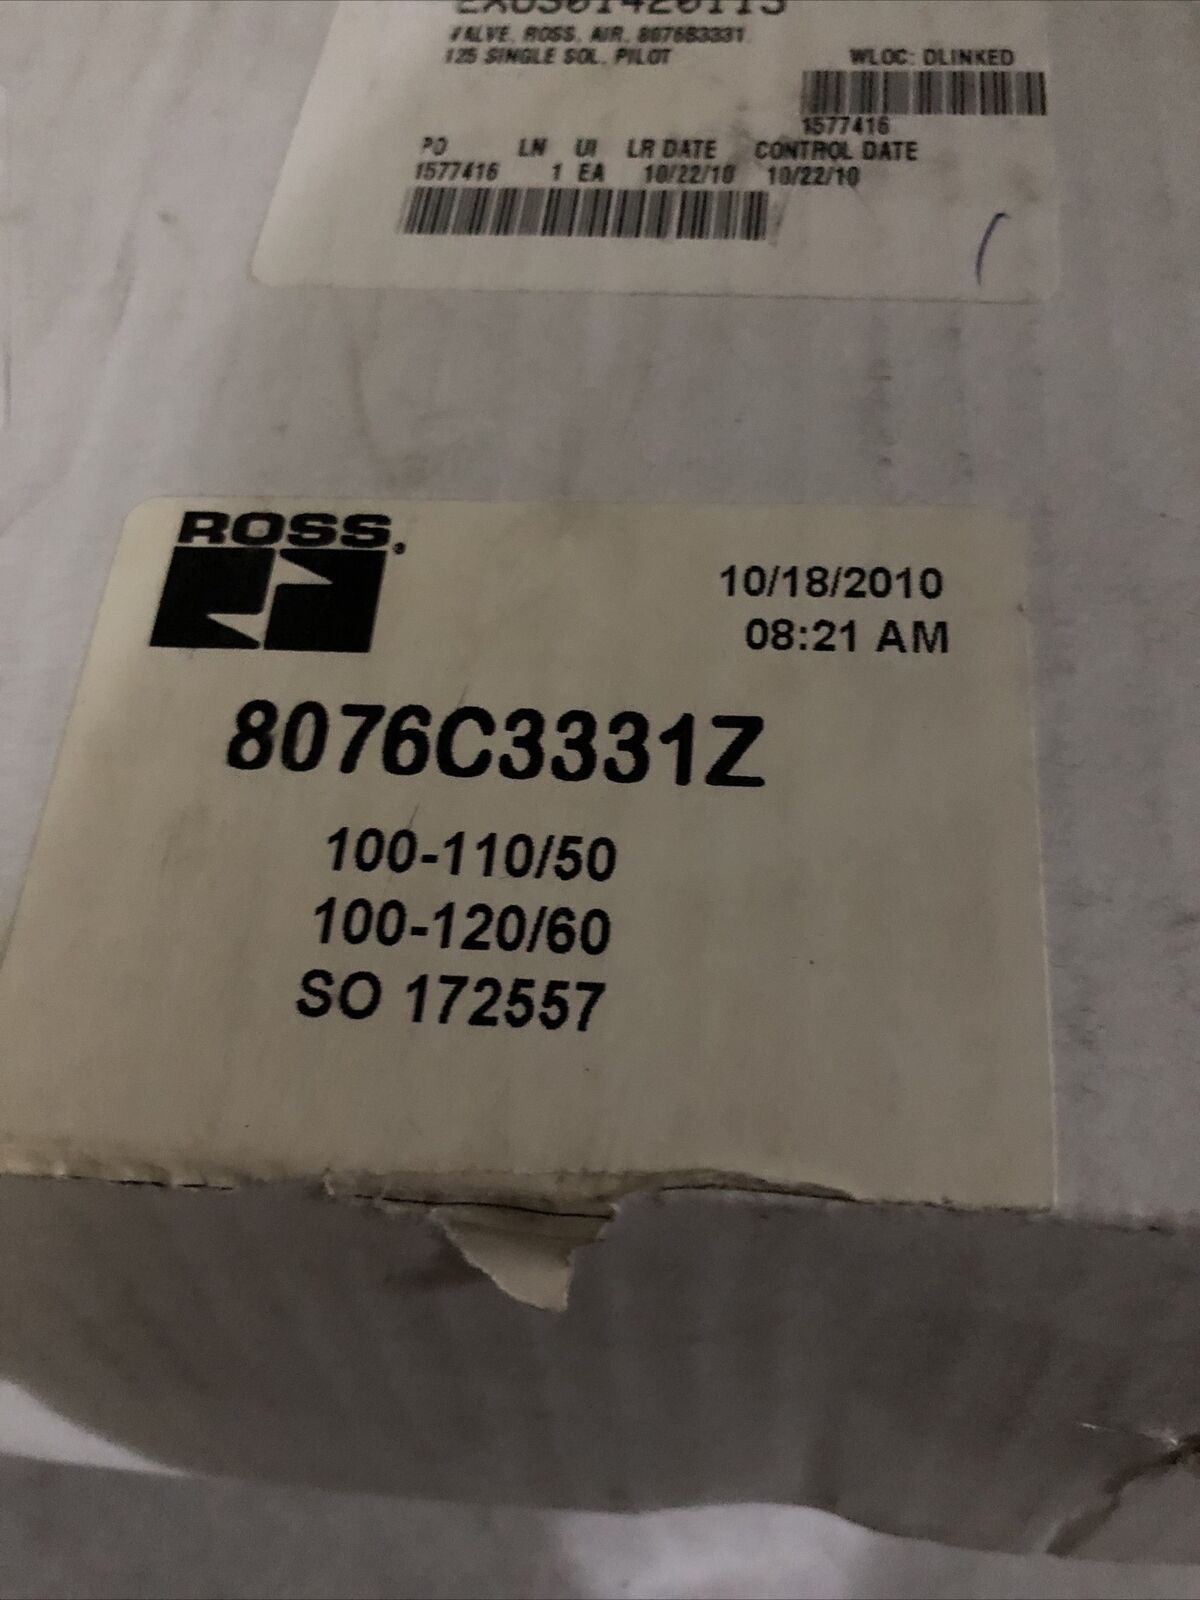 VALVE, ROSS, AIR, 8076B3331,
125 SINGLE SOL. PILOT
WLOC: DLINKED
1577416
PO LN UI LR DATE CONTROL DATE
1577416 1 EA 10/22/10 10/22/10
ROSS.®
10/18/2010
08:21 AM
8076C3331Z
100-110/50
100-120/60
SO 172557